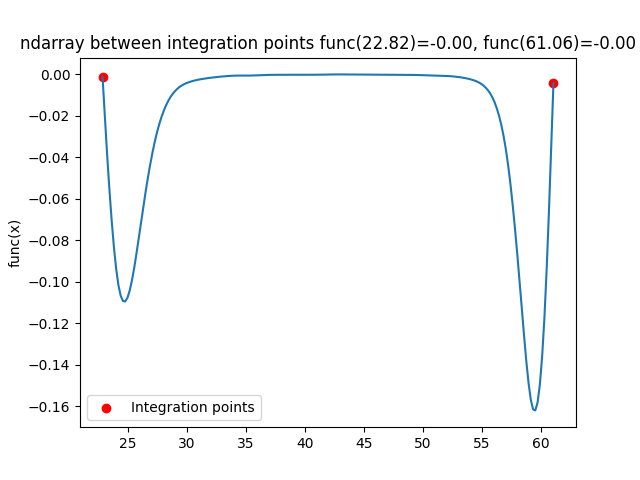 ndarray between integration points func(22.82)=-0.00, func(61.06)=-0.00
0.00
−0.02
−0.04
−0.06
−0.08
−0.10
−0.12
−0.14
−0.16
func(x)
Integration points
25 30 35 40 45 50 55 60